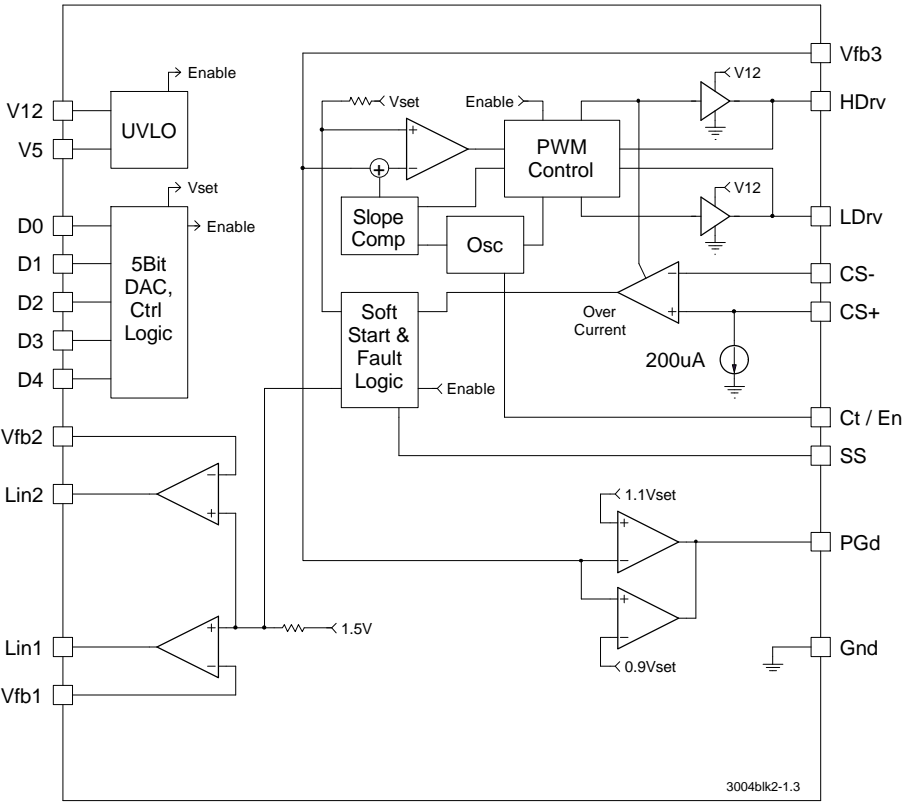 Vfb3
Enable
V12
UVLO
V5
Vset
Enable
V12
HDrv
+
−
PWM
Control
+
Vset
Enable
D0
D1
D2
D3
D4
5Bit
DAC,
Ctrl
Logic
Slope
Comp
Osc
V12
LDrv
CS-
CS+
−
+
Over
Current
200uA
Soft
Start &
Fault
Logic
Enable
Ct / En
SS
Vfb2
Lin2
−
+
1.1Vset
+
−
PGd
+
−
0.9Vset
Lin1
Vfb1
+
−
1.5V
Gnd
3004blk2-1.3